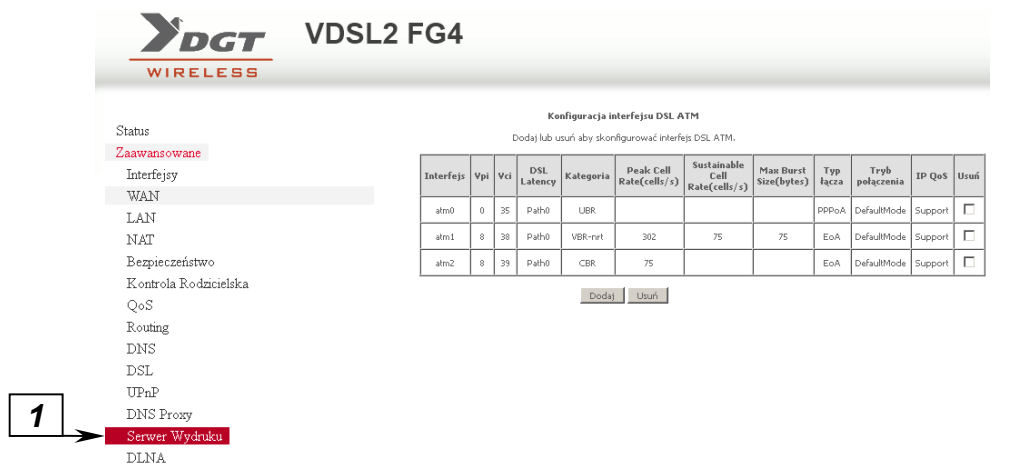 DGT
WIRELESS
VDSL2 FG4
Status
Zaawansowane
Interfejsy
WAN
LAN
NAT
Bezpieczeństwo
Kontrola Rodzicielska
QoS
Routing
DNS
DSL
UPnP
DNS Proxy
1
Serwer Wydruku
DLNA
Konfiguracja interfejsu DSL ATM
Dodaj lub usuń aby skonfigurować interfejs DSL ATM.
Interfejs Vpi Vci DSL Latency Kategoria Peak Cell Rate(cells/s) Sustainable Cell Rate(cells/s) Max Burst Size(bytes) Typ łącza Tryb połączenia IP QoS Usuń
atm0 0 35 Path0 UBR PPPoA DefaultMode Support
atm1 8 38 Path0 VBR-nrt 302 75 75 EoA DefaultMode Support
atm2 8 39 Path0 CBR 75 EoA DefaultMode Support
Dodaj Usuń